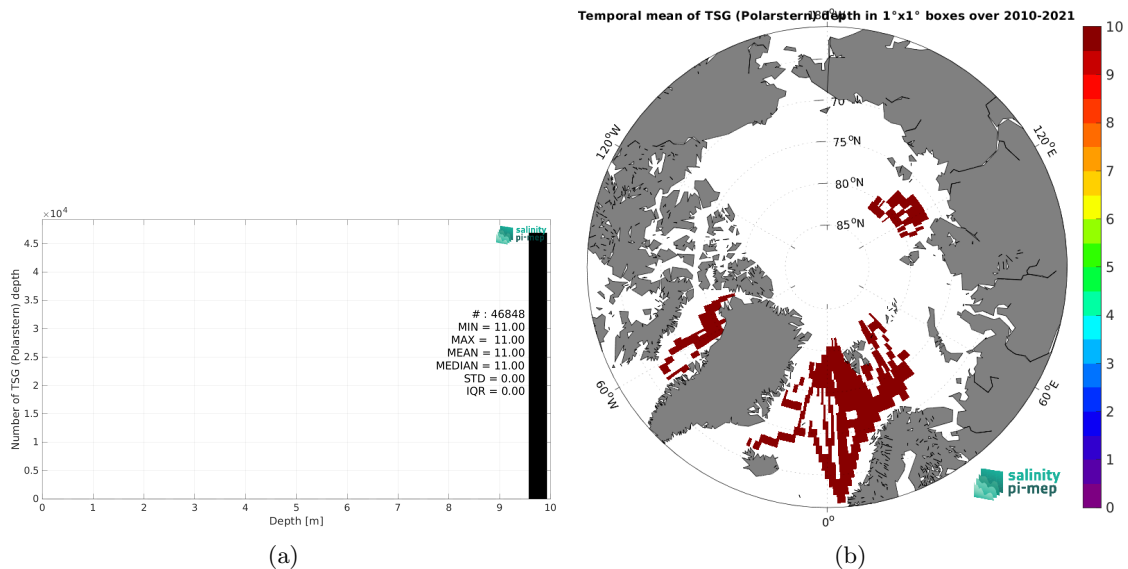 ×10⁴
4.5
4
3.5
3
2.5
2
1.5
1
0.5
0
Number of TSG (Polarstern) depth
salinity
pi-mep
# : 46848
MIN = 11.00
MAX = 11.00
MEAN = 11.00
MEDIAN = 11.00
STD = 0.00
IQR = 0.00
0 1 2 3 4 5 6 7 8 9 10
Depth [m]
(a)
Temporal mean of TSG (Polarstern) depth in 1°x1° boxes over 2010-2021
180°W
120°W
120°E
70°N
75°N
80°N
85°N
60°W
60°E
0°
10
9
8
7
6
5
4
3
2
1
0
salinity
pi-mep
(b)